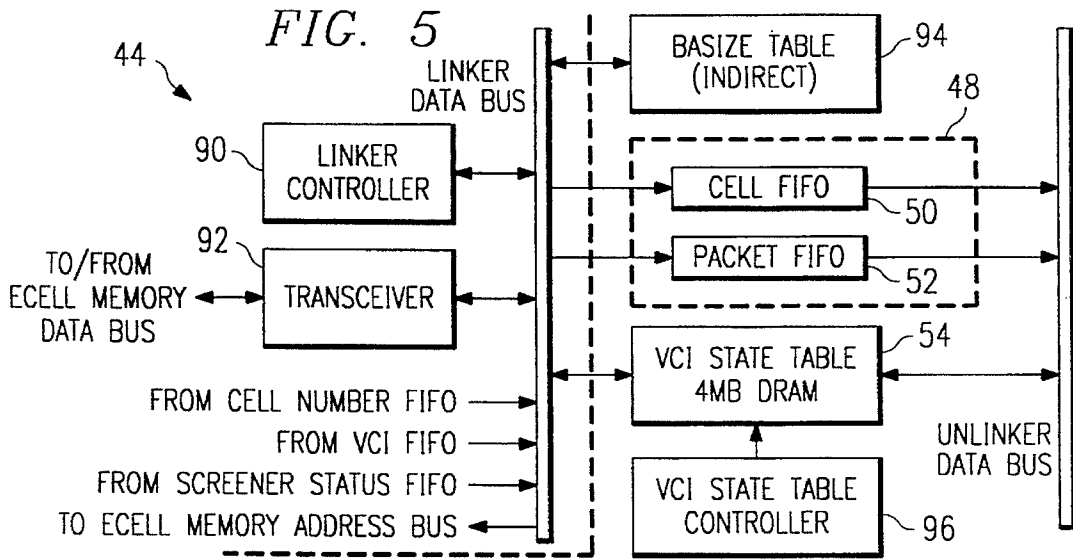 FIG. 5
44
LINKER
DATA BUS
BASIZE TABLE
(INDIRECT)
94
48
90
LINKER
CONTROLLER
CELL FIFO
50
92
TO/FROM
ECELL MEMORY
DATA BUS
TRANSCEIVER
PACKET FIFO
52
VCI STATE TABLE
4MB DRAM
54
FROM CELL NUMBER FIFO
FROM VCI FIFO
FROM SCREENER STATUS FIFO
TO ECELL MEMORY ADDRESS BUS
VCI STATE TABLE
CONTROLLER
96
UNLINKER
DATA BUS